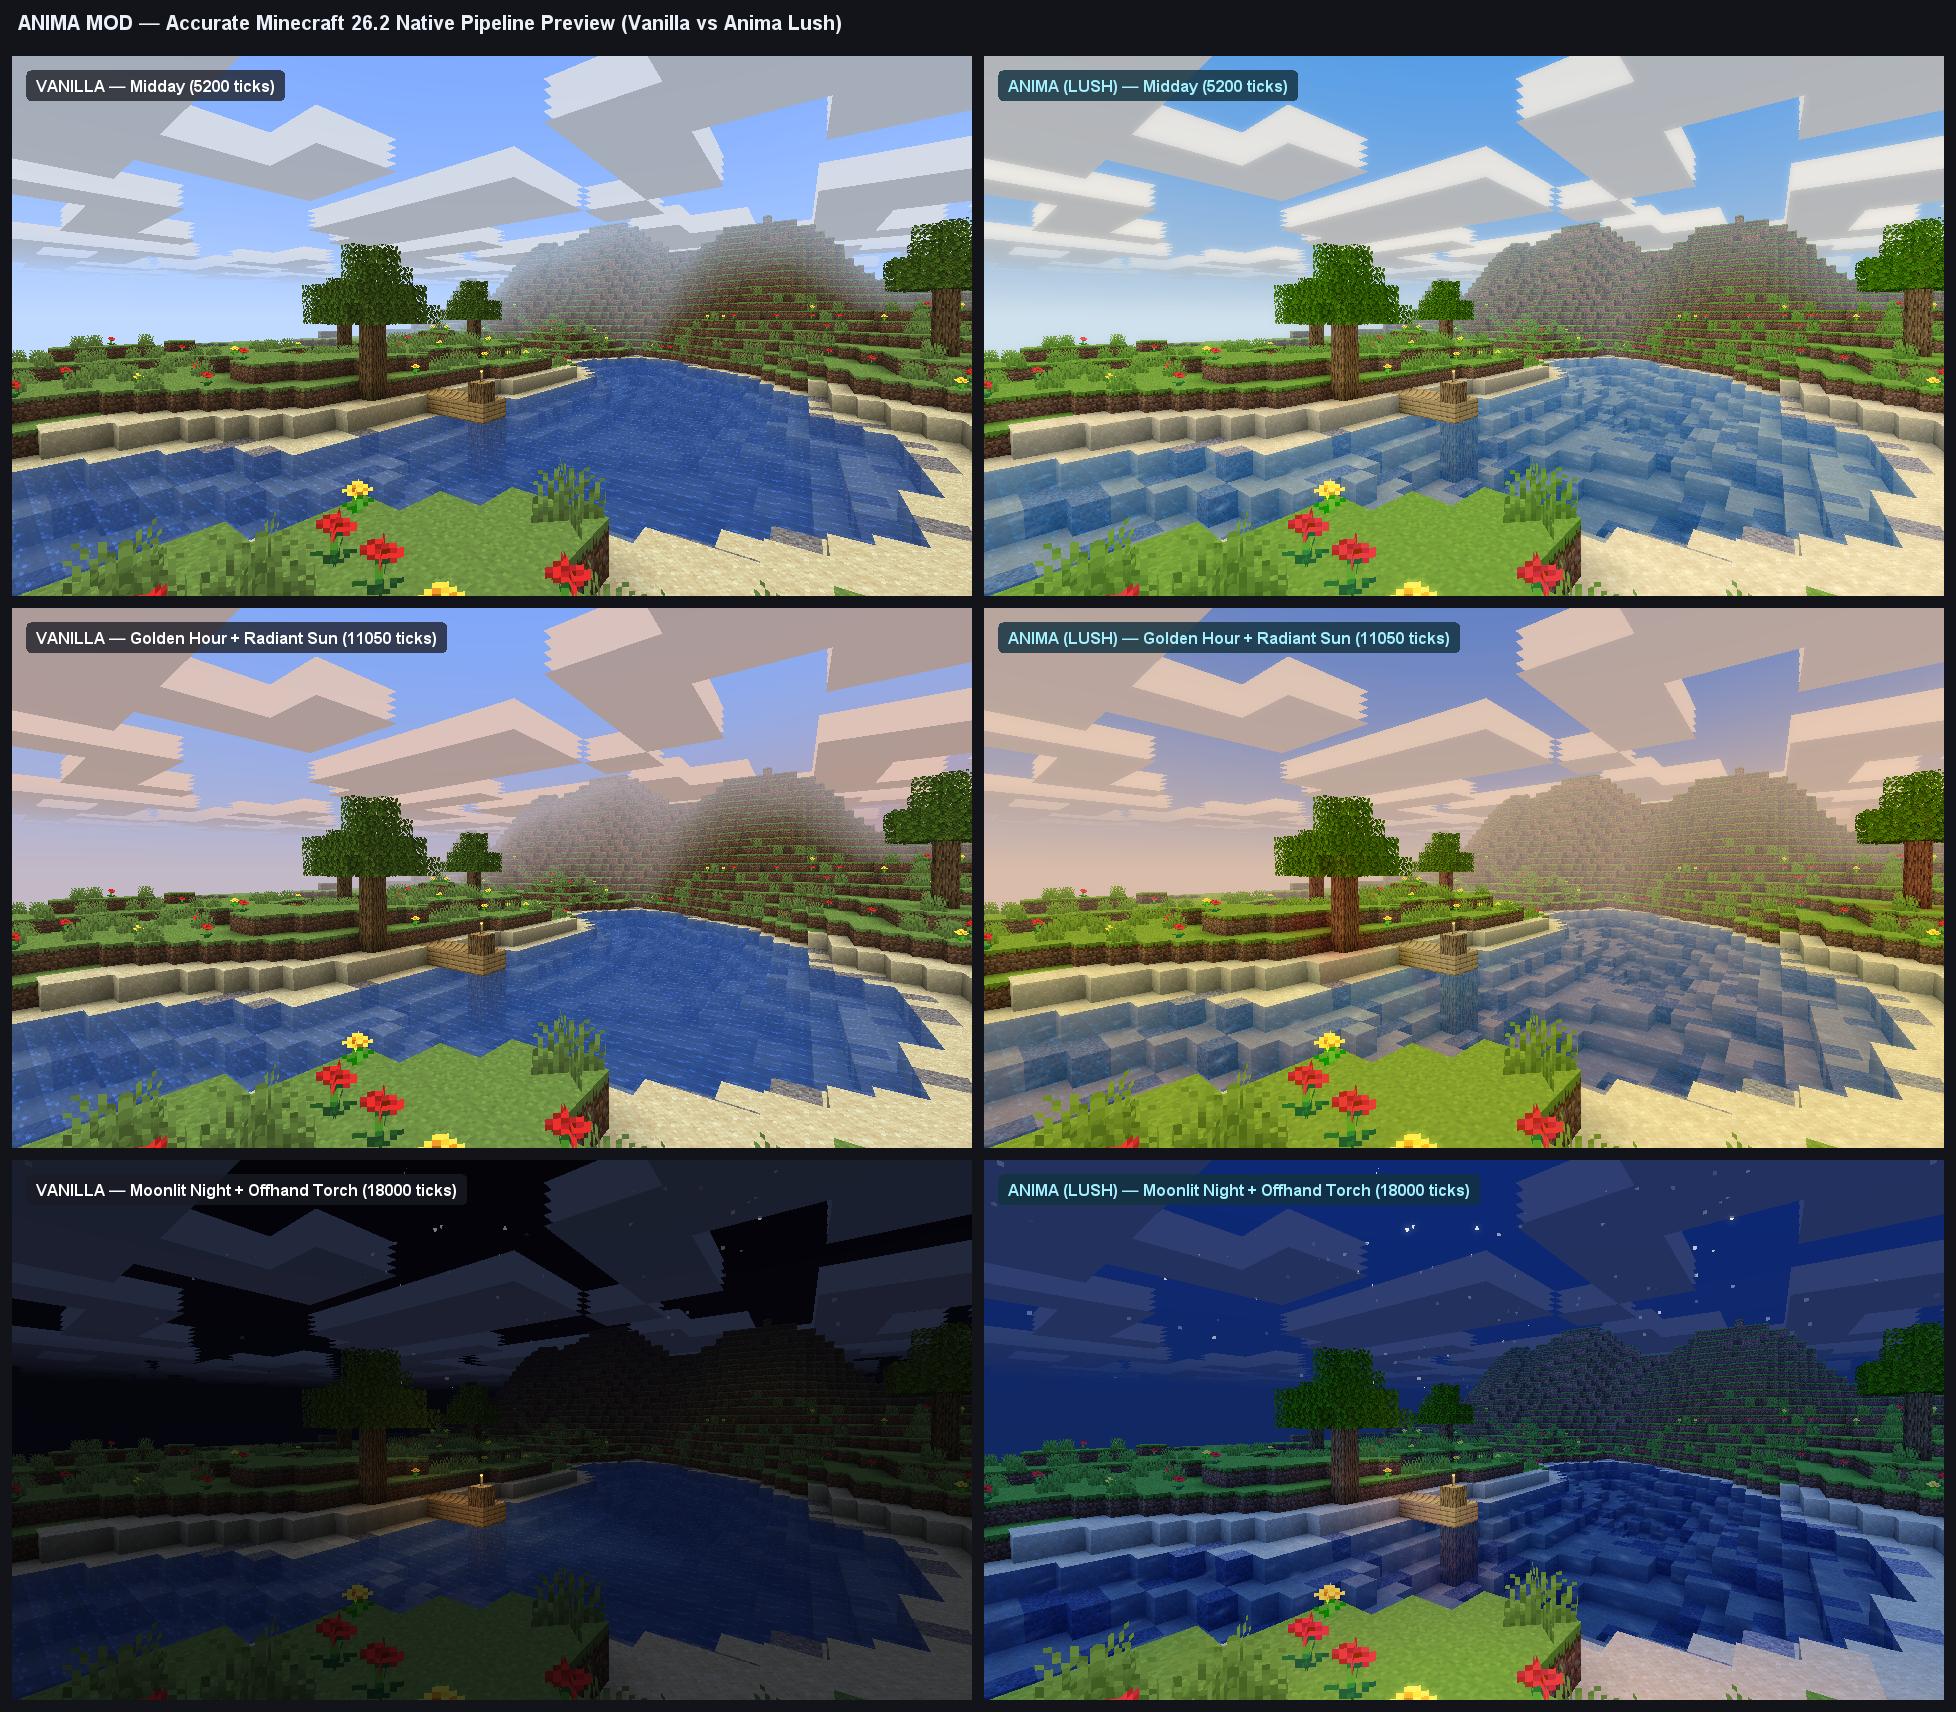 ANIMA MOD — Accurate Minecraft 26.2 Native Pipeline Preview (Vanilla vs Anima Lush)
VANILLA — Midday (5200 ticks)
ANIMA (LUSH) — Midday (5200 ticks)
VANILLA — Golden Hour + Radiant Sun (11050 ticks)
ANIMA (LUSH) — Golden Hour + Radiant Sun (11050 ticks)
VANILLA — Moonlit Night + Offhand Torch (18000 ticks)
ANIMA (LUSH) — Moonlit Night + Offhand Torch (18000 ticks)